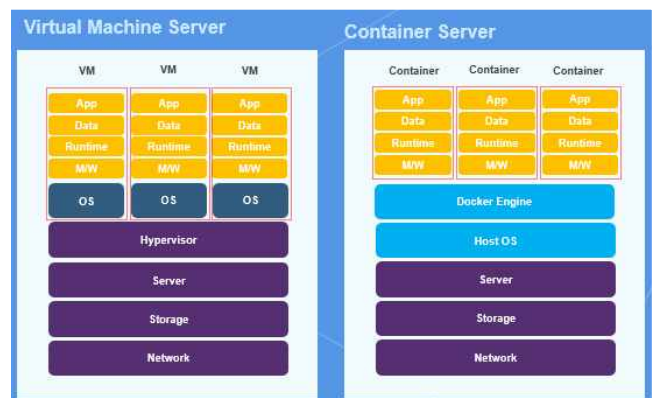 Virtual Machine Server
VM VM VM
App App App
Data Data Data
Runtime Runtime Runtime
M/W M/W M/W
OS OS OS
Hypervisor
Server
Storage
Network
Container Server
Container Container Container
App App App
Data Data Data
Runtime Runtime Runtime
M/W M/W M/W
Docker Engine
Host OS
Server
Storage
Network